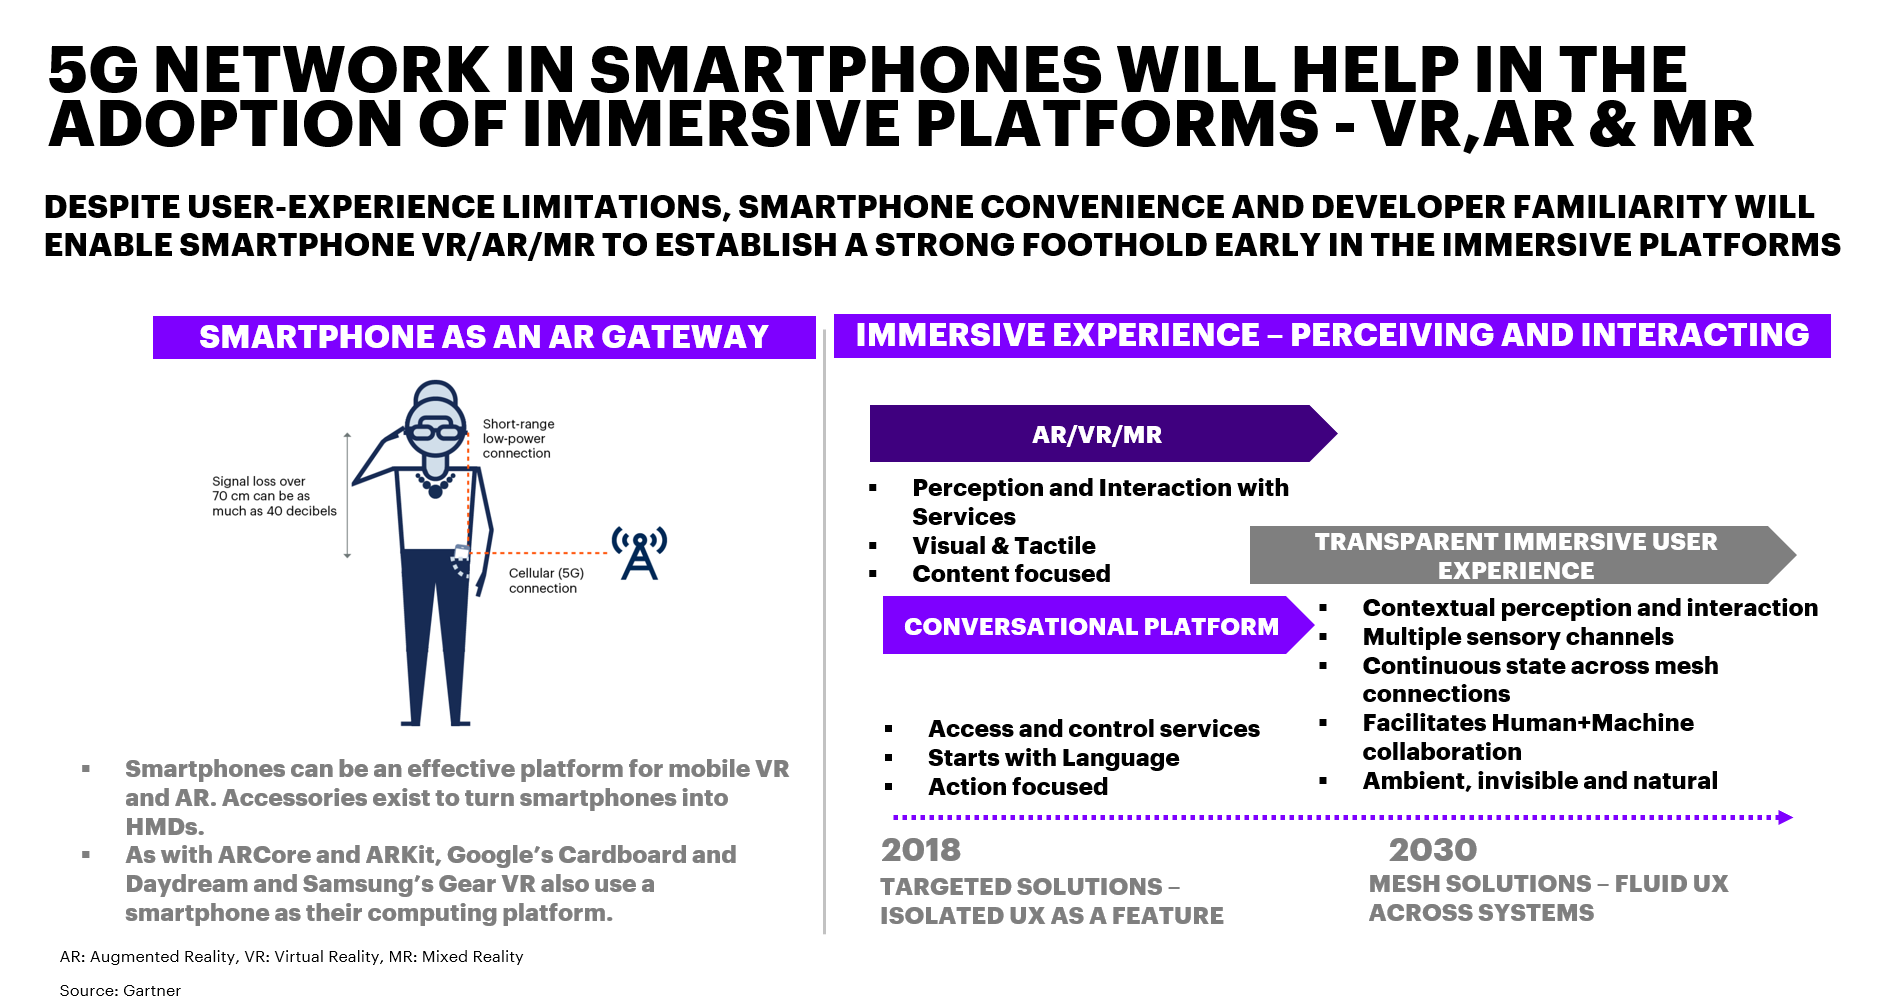 5G NETWORK IN SMARTPHONES WILL HELP IN THE
ADOPTION OF IMMERSIVE PLATFORMS - VR,AR & MR
DESPITE USER-EXPERIENCE LIMITATIONS, SMARTPHONE CONVENIENCE AND DEVELOPER FAMILIARITY WILL
ENABLE SMARTPHONE VR/AR/MR TO ESTABLISH A STRONG FOOTHOLD EARLY IN THE IMMERSIVE PLATFORMS
SMARTPHONE AS AN AR GATEWAY
Short-range
low-power
connection
Signal loss over
70 cm can be as
much as 40 decibels
Cellular (5G)
connection
▪ Smartphones can be an effective platform for mobile VR
and AR. Accessories exist to turn smartphones into
HMDs.
▪ As with ARCore and ARKit, Google’s Cardboard and
Daydream and Samsung’s Gear VR also use a
smartphone as their computing platform.
IMMERSIVE EXPERIENCE – PERCEIVING AND INTERACTING
AR/VR/MR
▪ Perception and Interaction with
Services
▪ Visual & Tactile
▪ Content focused
CONVERSATIONAL PLATFORM
▪ Access and control services
▪ Starts with Language
▪ Action focused
TRANSPARENT IMMERSIVE USER
EXPERIENCE
▪ Contextual perception and interaction
▪ Multiple sensory channels
▪ Continuous state across mesh
connections
▪ Facilitates Human+Machine
collaboration
▪ Ambient, invisible and natural
2018
TARGETED SOLUTIONS –
ISOLATED UX AS A FEATURE
2030
MESH SOLUTIONS – FLUID UX
ACROSS SYSTEMS
AR: Augmented Reality, VR: Virtual Reality, MR: Mixed Reality
Source: Gartner